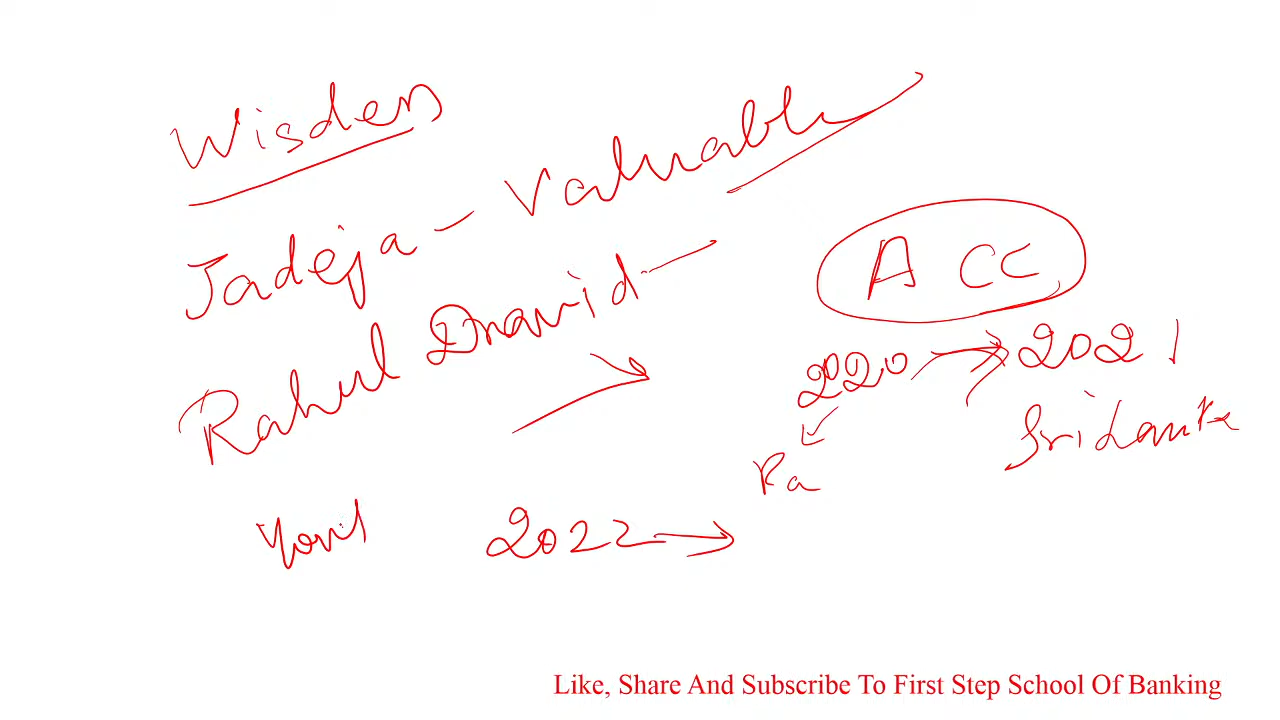 Wisden
Jadeja - Valuable
Rahul Dravid -
ACC
2020 → 2021
Sri Lanka
Pa
2022 →
Like, Share And Subscribe To First Step School Of Banking